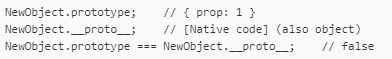 NewObject.prototype;    // { prop: 1 }
NewObject.__proto__;    // [Native code] (also object)
NewObject.prototype === NewObject.__proto__;    // false